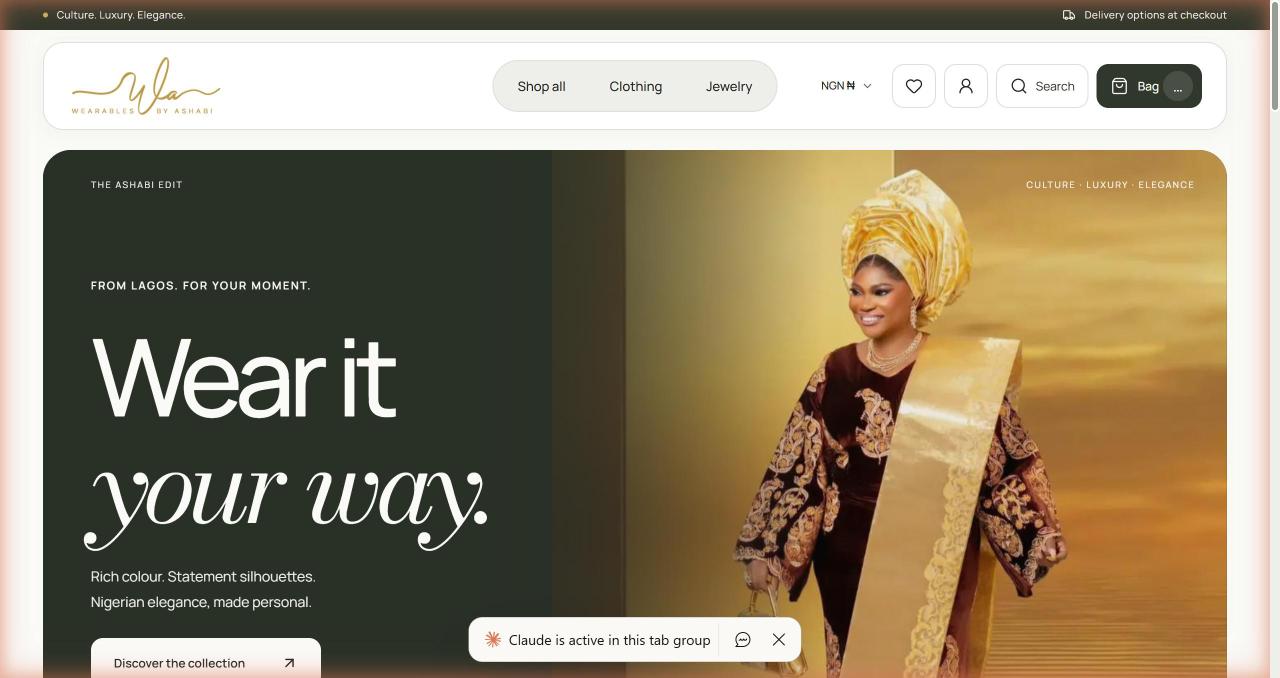 Culture. Luxury. Elegance.
Delivery options at checkout
Wla
WEARABLES BY ASHABI
Shop all
Clothing
Jewelry
NGN ₦
Search
Bag
...
THE ASHABI EDIT
CULTURE · LUXURY · ELEGANCE
FROM LAGOS. FOR YOUR MOMENT.
Wear it
your way.
Rich colour. Statement silhouettes.
Nigerian elegance, made personal.
Discover the collection
Claude is active in this tab group